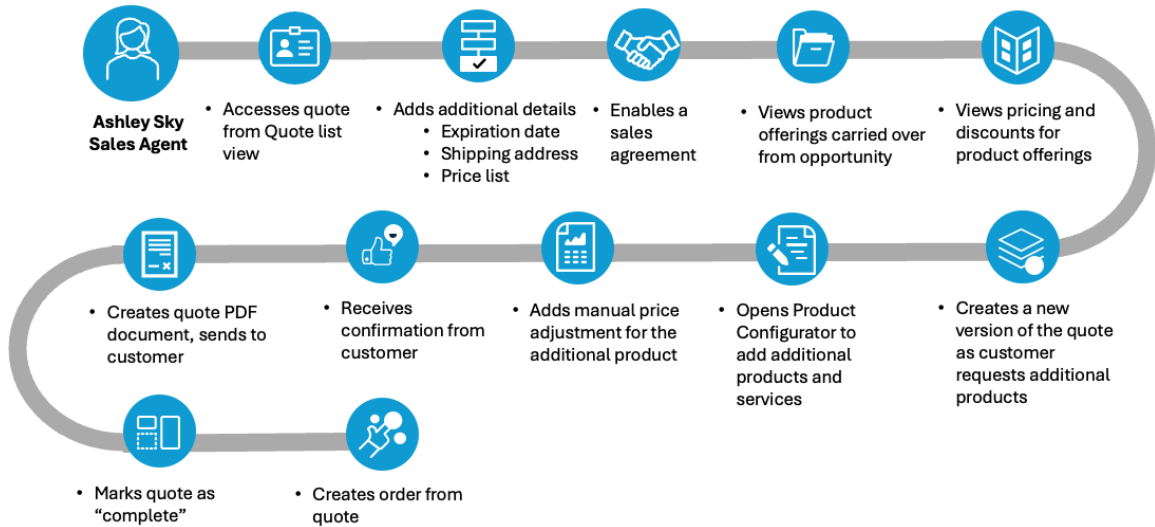 Ashley Sky
Sales Agent
• Accesses quote
from Quote list
view
• Adds additional details
• Expiration date
• Shipping address
• Price list
• Enables a
sales
agreement
• Views product
offerings carried over
from opportunity
• Views pricing and
discounts for
product offerings
• Creates a new
version of the quote
as customer
requests additional
products
• Opens Product
Configurator to
add additional
products and
services
• Adds manual price
adjustment for the
additional product
• Receives
confirmation from
customer
• Creates quote PDF
document, sends to
customer
• Marks quote as
“complete”
• Creates order from
quote